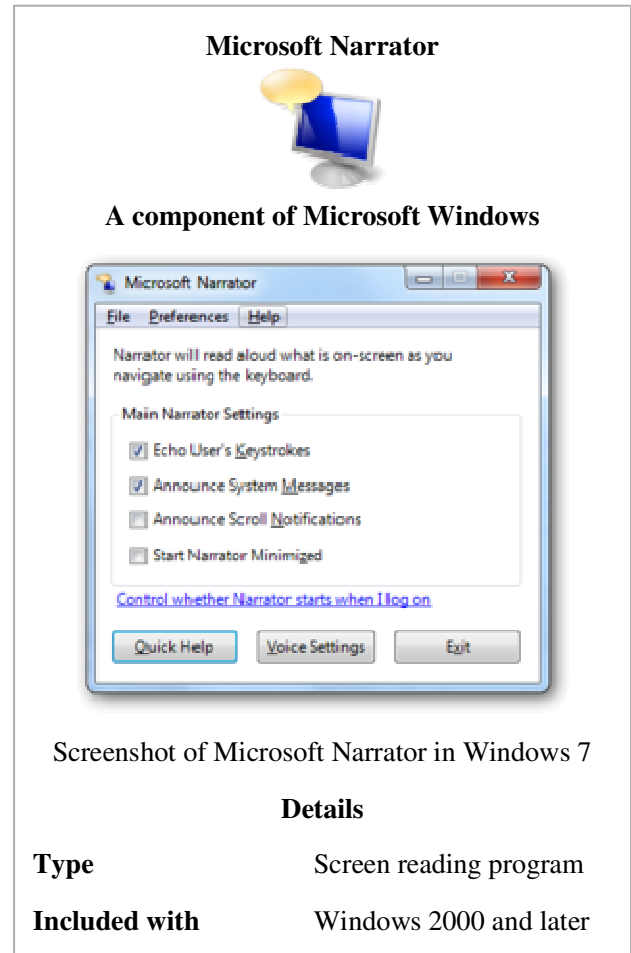 Microsoft Narrator
A component of Microsoft Windows
Microsoft Narrator
File Preferences Help
Narrator will read aloud what is on-screen as you
navigate using the keyboard.
Main Narrator Settings
Echo User's Keystrokes
Announce System Messages
Announce Scroll Notifications
Start Narrator Minimized
Control whether Narrator starts when I log on
Quick Help Voice Settings Exit
Screenshot of Microsoft Narrator in Windows 7
Details
Type Screen reading program
Included with Windows 2000 and later